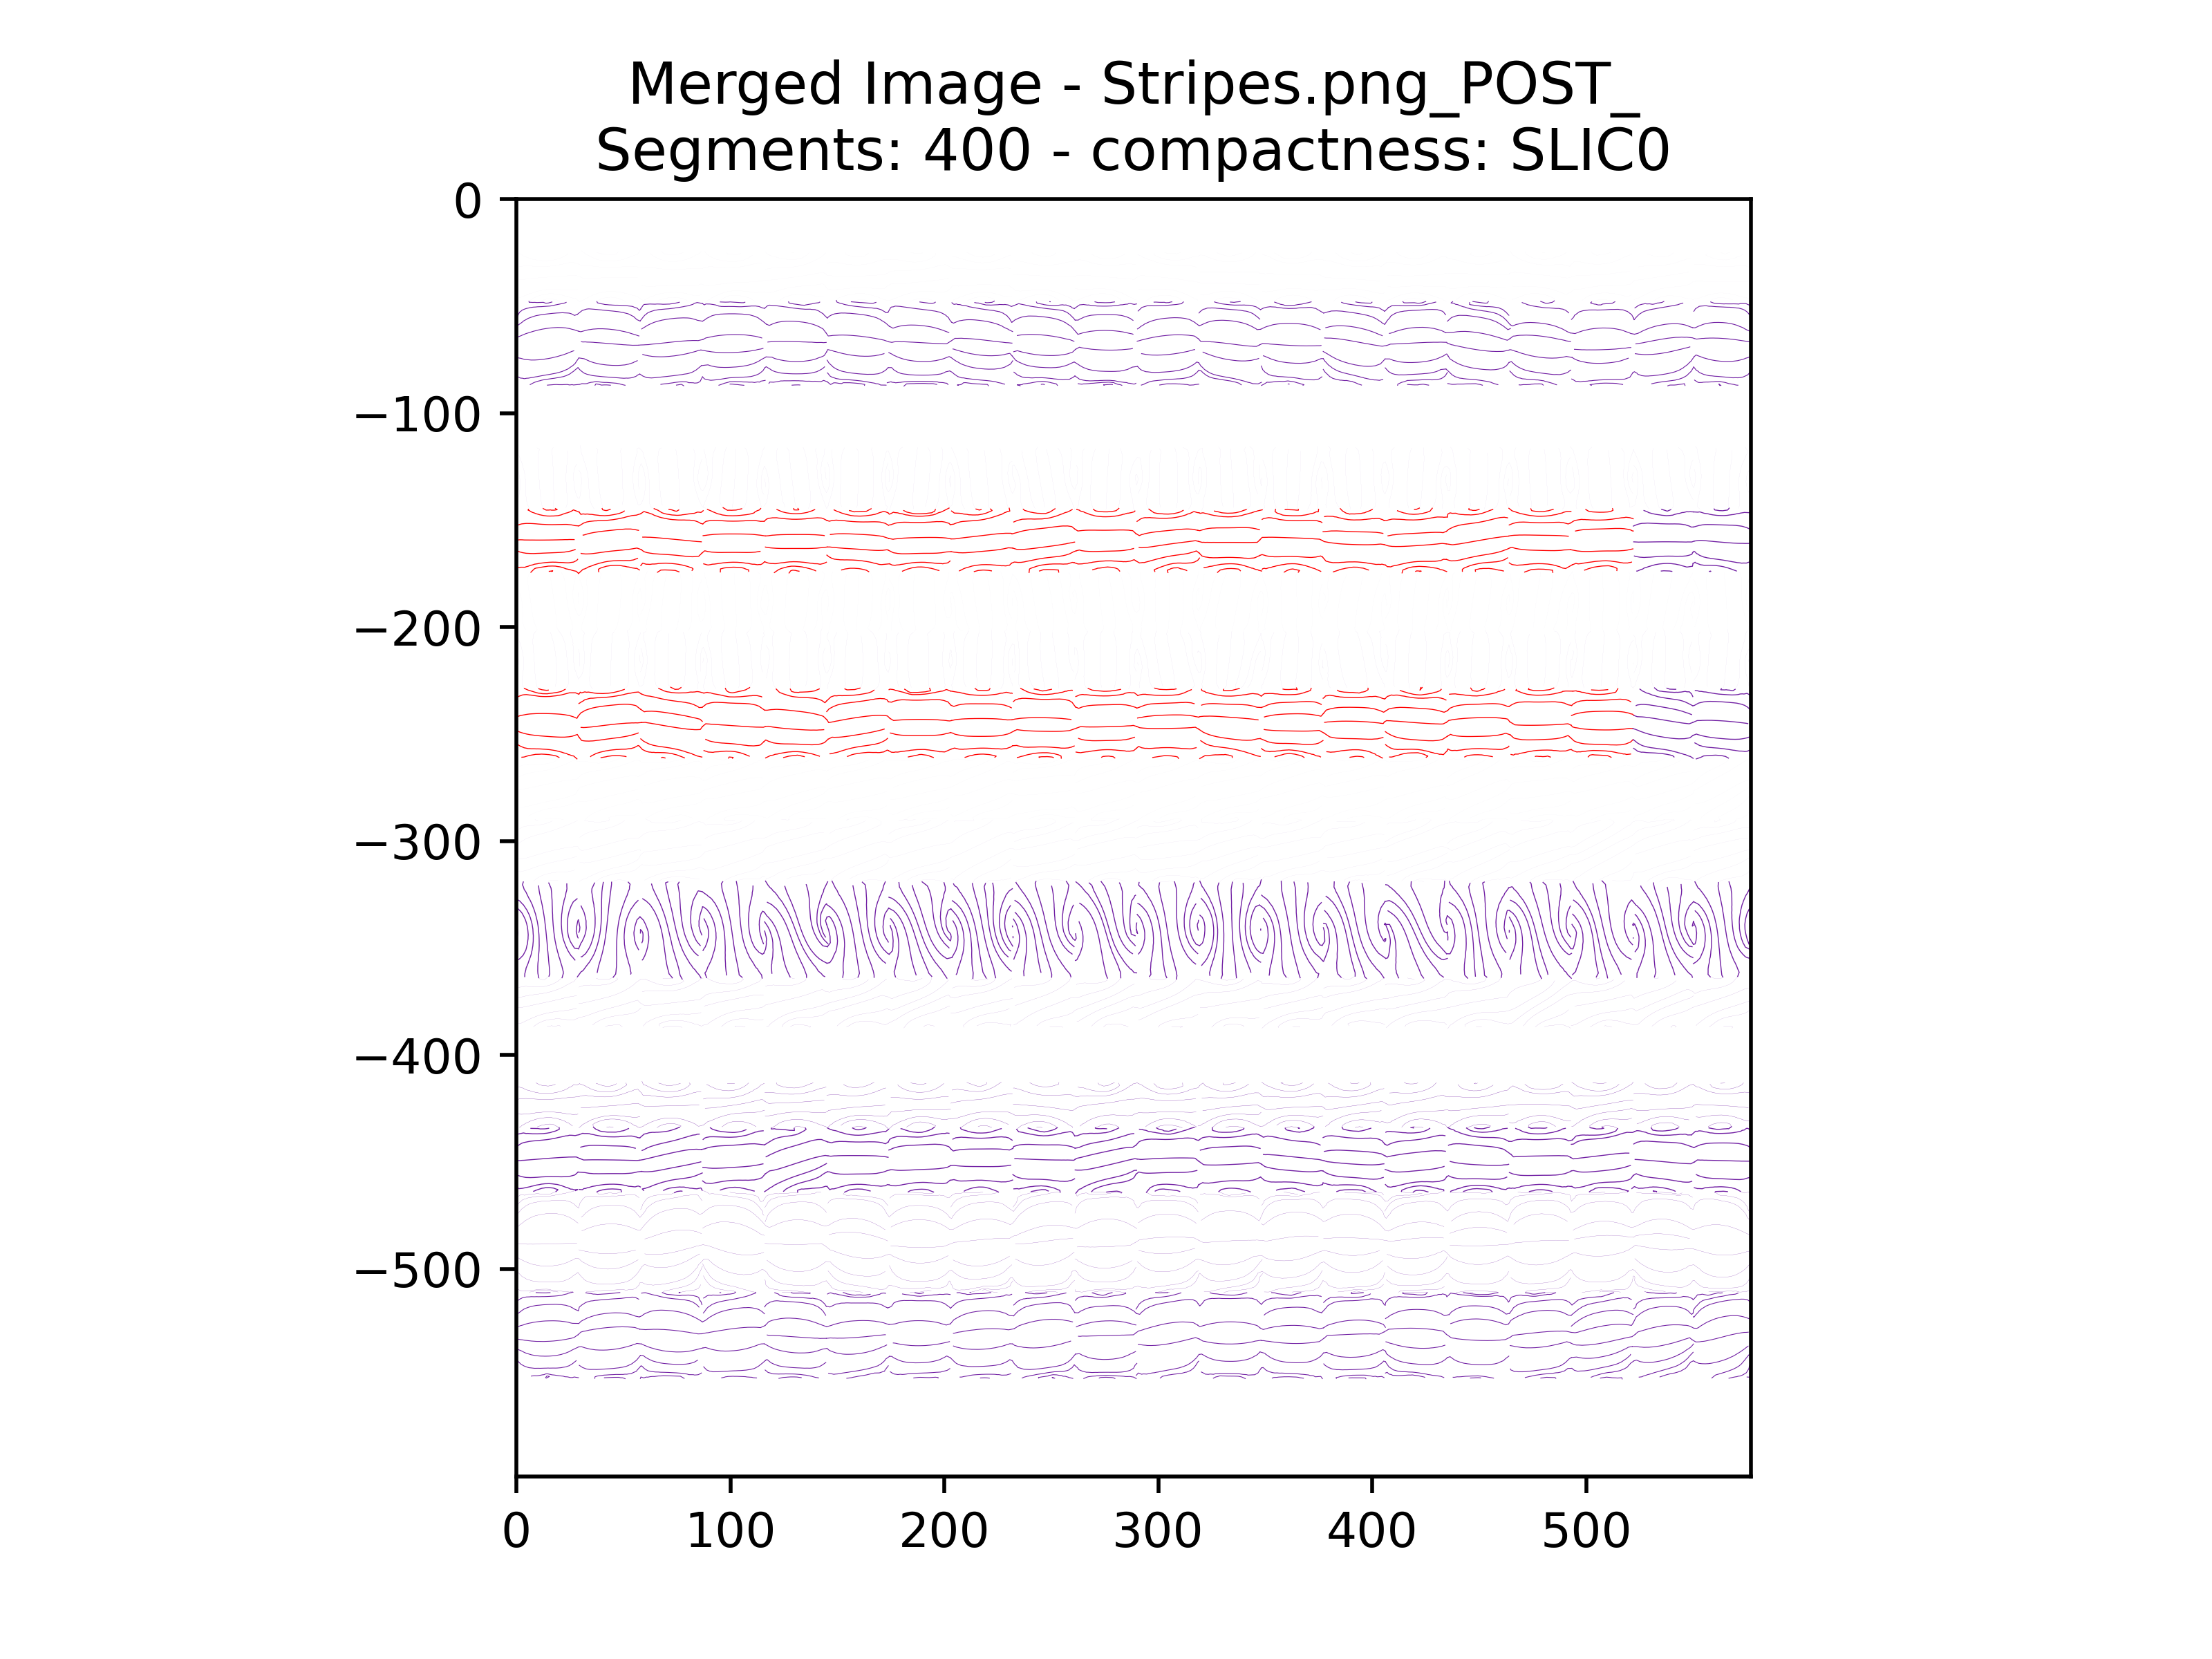 Merged Image - Stripes.png_POST_
Segments: 400 - compactness: SLIC0
0
−100
−200
−300
−400
−500
0 100 200 300 400 500